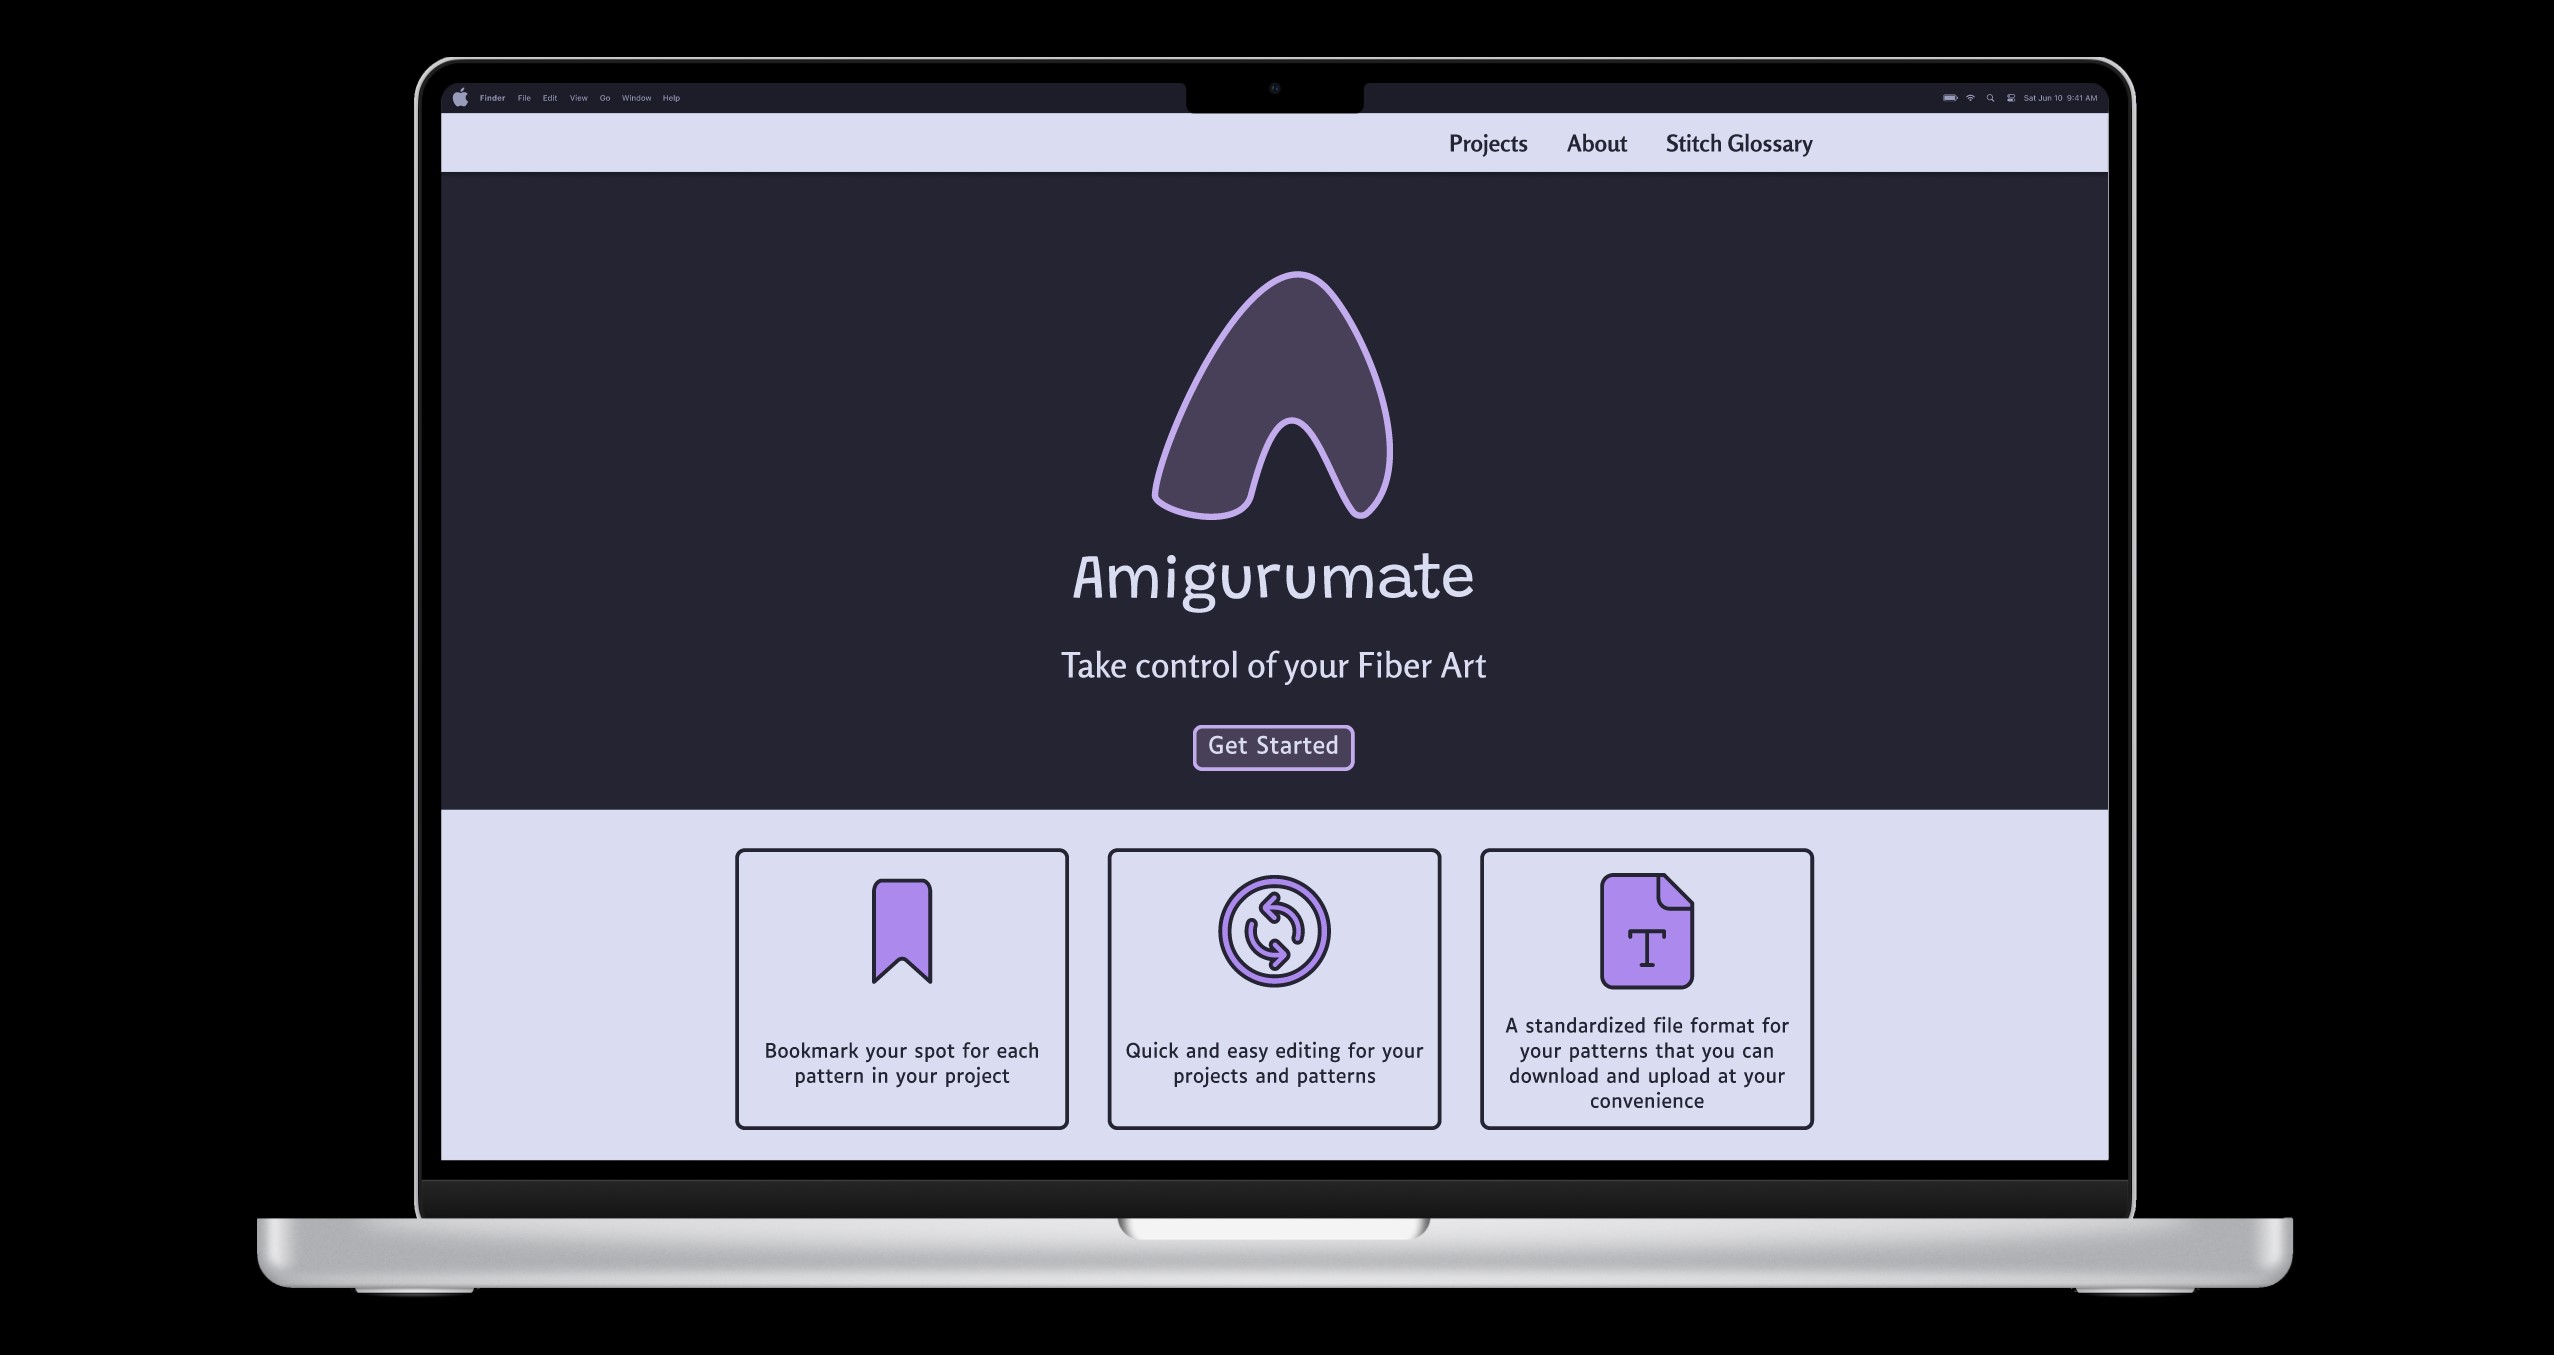 Finder File Edit View Go Window Help
Sat Jun 10 9:41 AM
Projects About Stitch Glossary
Amigurumate
Take control of your Fiber Art
Get Started
Bookmark your spot for each
pattern in your project
Quick and easy editing for your
projects and patterns
T
A standardized file format for
your patterns that you can
download and upload at your
convenience